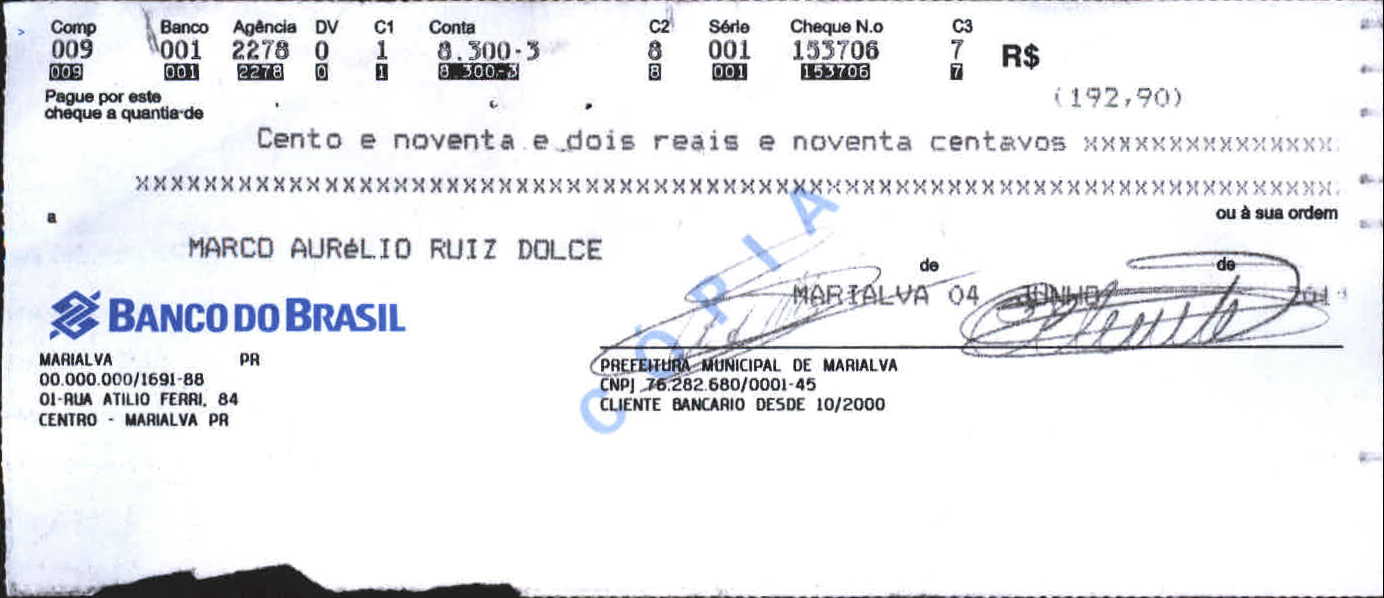 Comp Banco Agência DV C1 Conta C2 Série Cheque N.o C3
009 001 2278 0 1 8.300-3 8 001 153706 7 R$
009 001 2278 0 1 8 300-3 8 001 153706 7
Pague por este
cheque a quantia de
(192,90)
Cento e noventa e dois reais e noventa centavos xxxxxxxxxxxxxxxx
xxxxxxxxxxxxxxxxxxxxxxxxxxxxxxxxxxxxxxxxxxxxxxxxxxxxxxxxxxxxxxxxxxxxxx
a ou à sua ordem
MARCO AURéLIO RUIZ DOLCE
de de
MARIALVA 04 JUNHO
BANCO DO BRASIL
MARIALVA PR
00.000.000/1691-88
01-RUA ATILIO FERRI, 84
CENTRO - MARIALVA PR
PREFEITURA MUNICIPAL DE MARIALVA
CNPJ 76.282.680/0001-45
CLIENTE BANCARIO DESDE 10/2000
CÓPIA